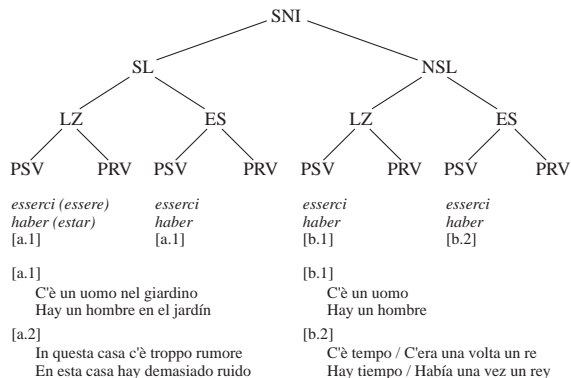 SNI
SL NSL
LZ ES LZ ES
PSV PRV PSV PRV PSV PRV PSV PRV
esserci (essere) esserci esserci esserci
haber (estar) haber haber haber
[a.1] [a.1] [b.1] [b.2]
[a.1]
C'è un uomo nel giardino
Hay un hombre en el jardín
[a.2]
In questa casa c'è troppo rumore
En esta casa hay demasiado ruido
[b.1]
C'è un uomo
Hay un hombre
[b.2]
C'è tempo / C'era una volta un re
Hay tiempo / Había una vez un rey